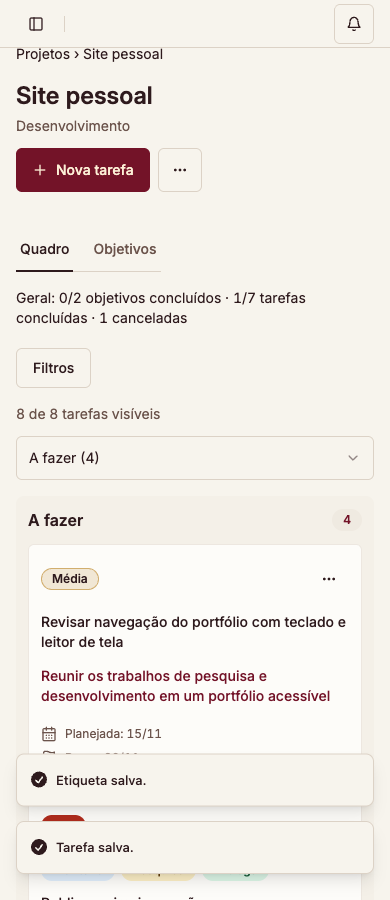 Projetos › Site pessoal
Site pessoal
Desenvolvimento
Nova tarefa
Quadro Objetivos
Geral: 0/2 objetivos concluídos · 1/7 tarefas
concluídas · 1 canceladas
Filtros
8 de 8 tarefas visíveis
A fazer (4)
A fazer 4
Média
Revisar navegação do portfólio com teclado e
leitor de tela
Reunir os trabalhos de pesquisa e
desenvolvimento em um portfólio acessível
Planejada: 15/11
Etiqueta salva.
Tarefa salva.